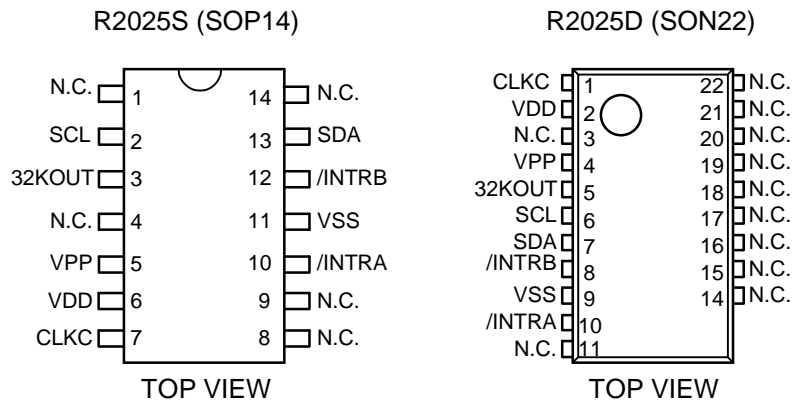 R2025S (SOP14)
N.C. 1 14 N.C.
SCL 2 13 SDA
32KOUT 3 12 /INTRB
N.C. 4 11 VSS
VPP 5 10 /INTRA
VDD 6 9 N.C.
CLKC 7 8 N.C.
TOP VIEW
R2025D (SON22)
CLKC 1 22 N.C.
VDD 2 21 N.C.
N.C. 3 20 N.C.
VPP 4 19 N.C.
32KOUT 5 18 N.C.
SCL 6 17 N.C.
SDA 7 16 N.C.
/INTRB 8 15 N.C.
VSS 9 14 N.C.
/INTRA 10
N.C. 11
TOP VIEW